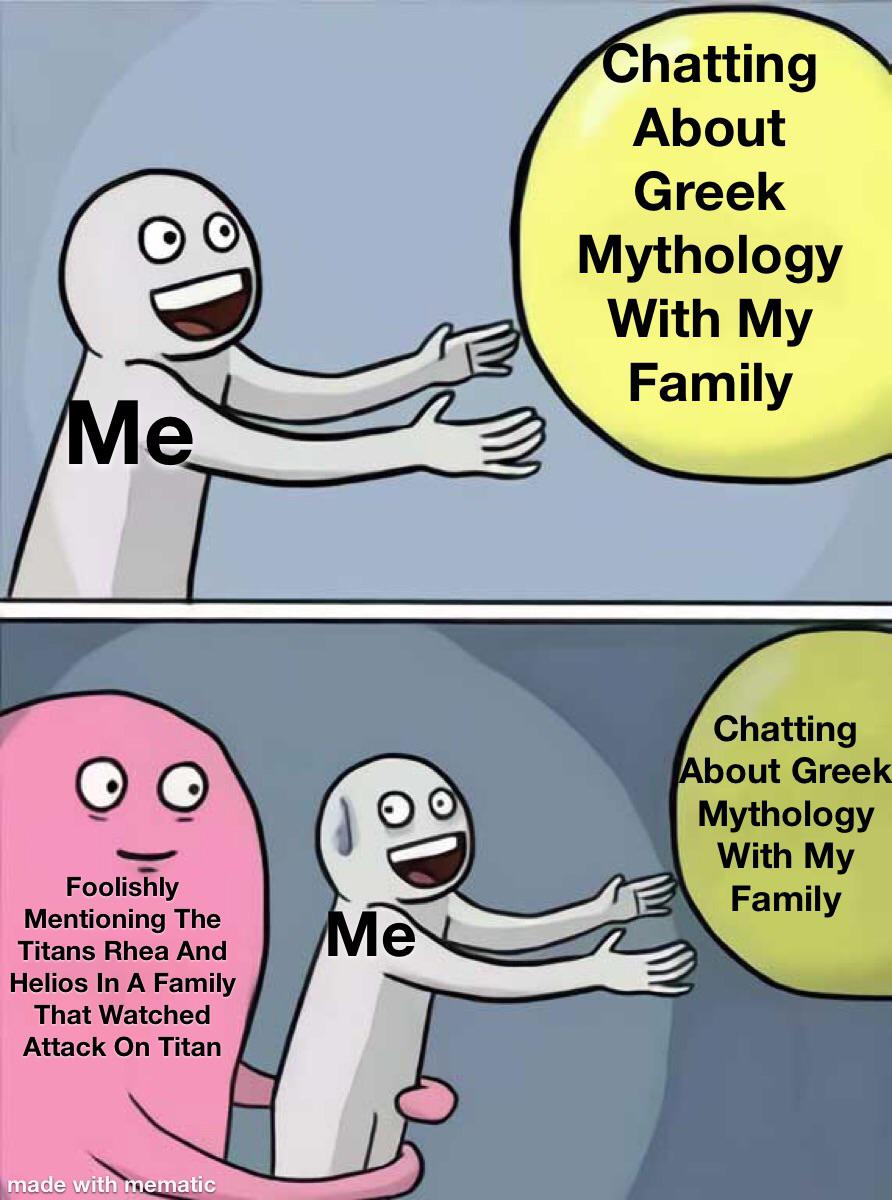 Chatting
About
Greek
Mythology
With My
Family
Me
Chatting
About Greek
Mythology
With My
Family
Foolishly
Mentioning The
Titans Rhea And
Helios In A Family
That Watched
Attack On Titan
Me
made with mematic